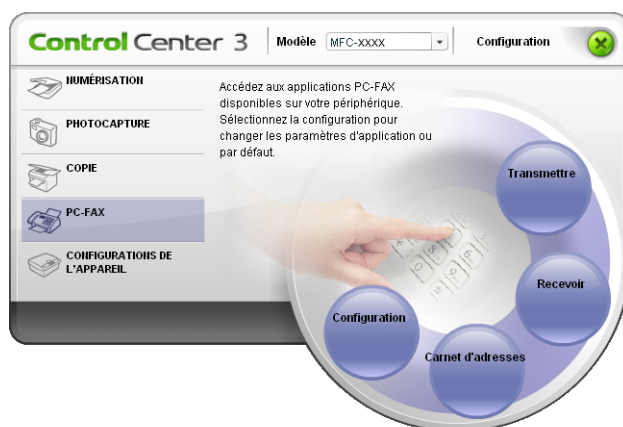 Control Center 3
Modèle
MFC-XXXX
Configuration
NUMÉRISATION
PHOTOCAPTURE
COPIE
PC-FAX
CONFIGURATIONS DE
L'APPAREIL
Accédez aux applications PC-FAX
disponibles sur votre périphérique.
Sélectionnez la configuration pour
changer les paramètres d'application ou
par défaut.
Transmettre
Recevoir
Carnet d'adresses
Configuration